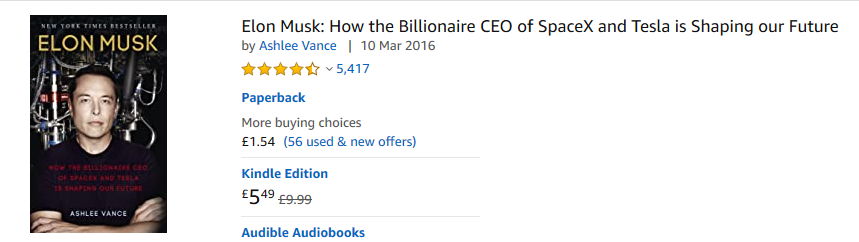 NEW YORK TIMES BESTSELLER
ELON MUSK
HOW THE BILLIONAIRE CEO
OF SPACEX AND TESLA
IS SHAPING OUR FUTURE
ASHLEE VANCE
Elon Musk: How the Billionaire CEO of SpaceX and Tesla is Shaping our Future
by Ashlee Vance | 10 Mar 2016
5,417
Paperback
More buying choices
£1.54 (56 used & new offers)
Kindle Edition
£549 £9.99
Audible Audiobooks